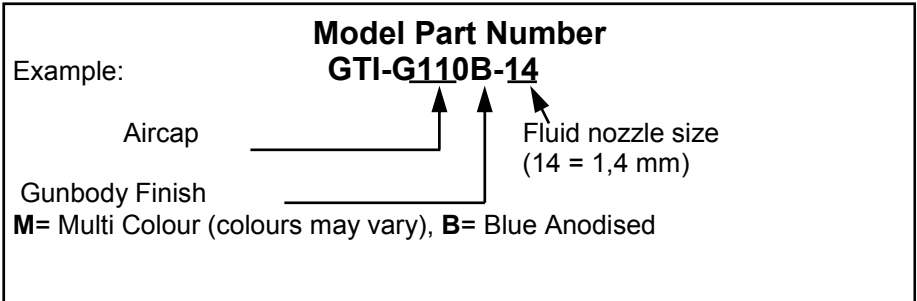 Model Part Number
Example: GTI-G110B-14
Aircap Fluid nozzle size
(14 = 1,4 mm)
Gunbody Finish
M= Multi Colour (colours may vary), B= Blue Anodised